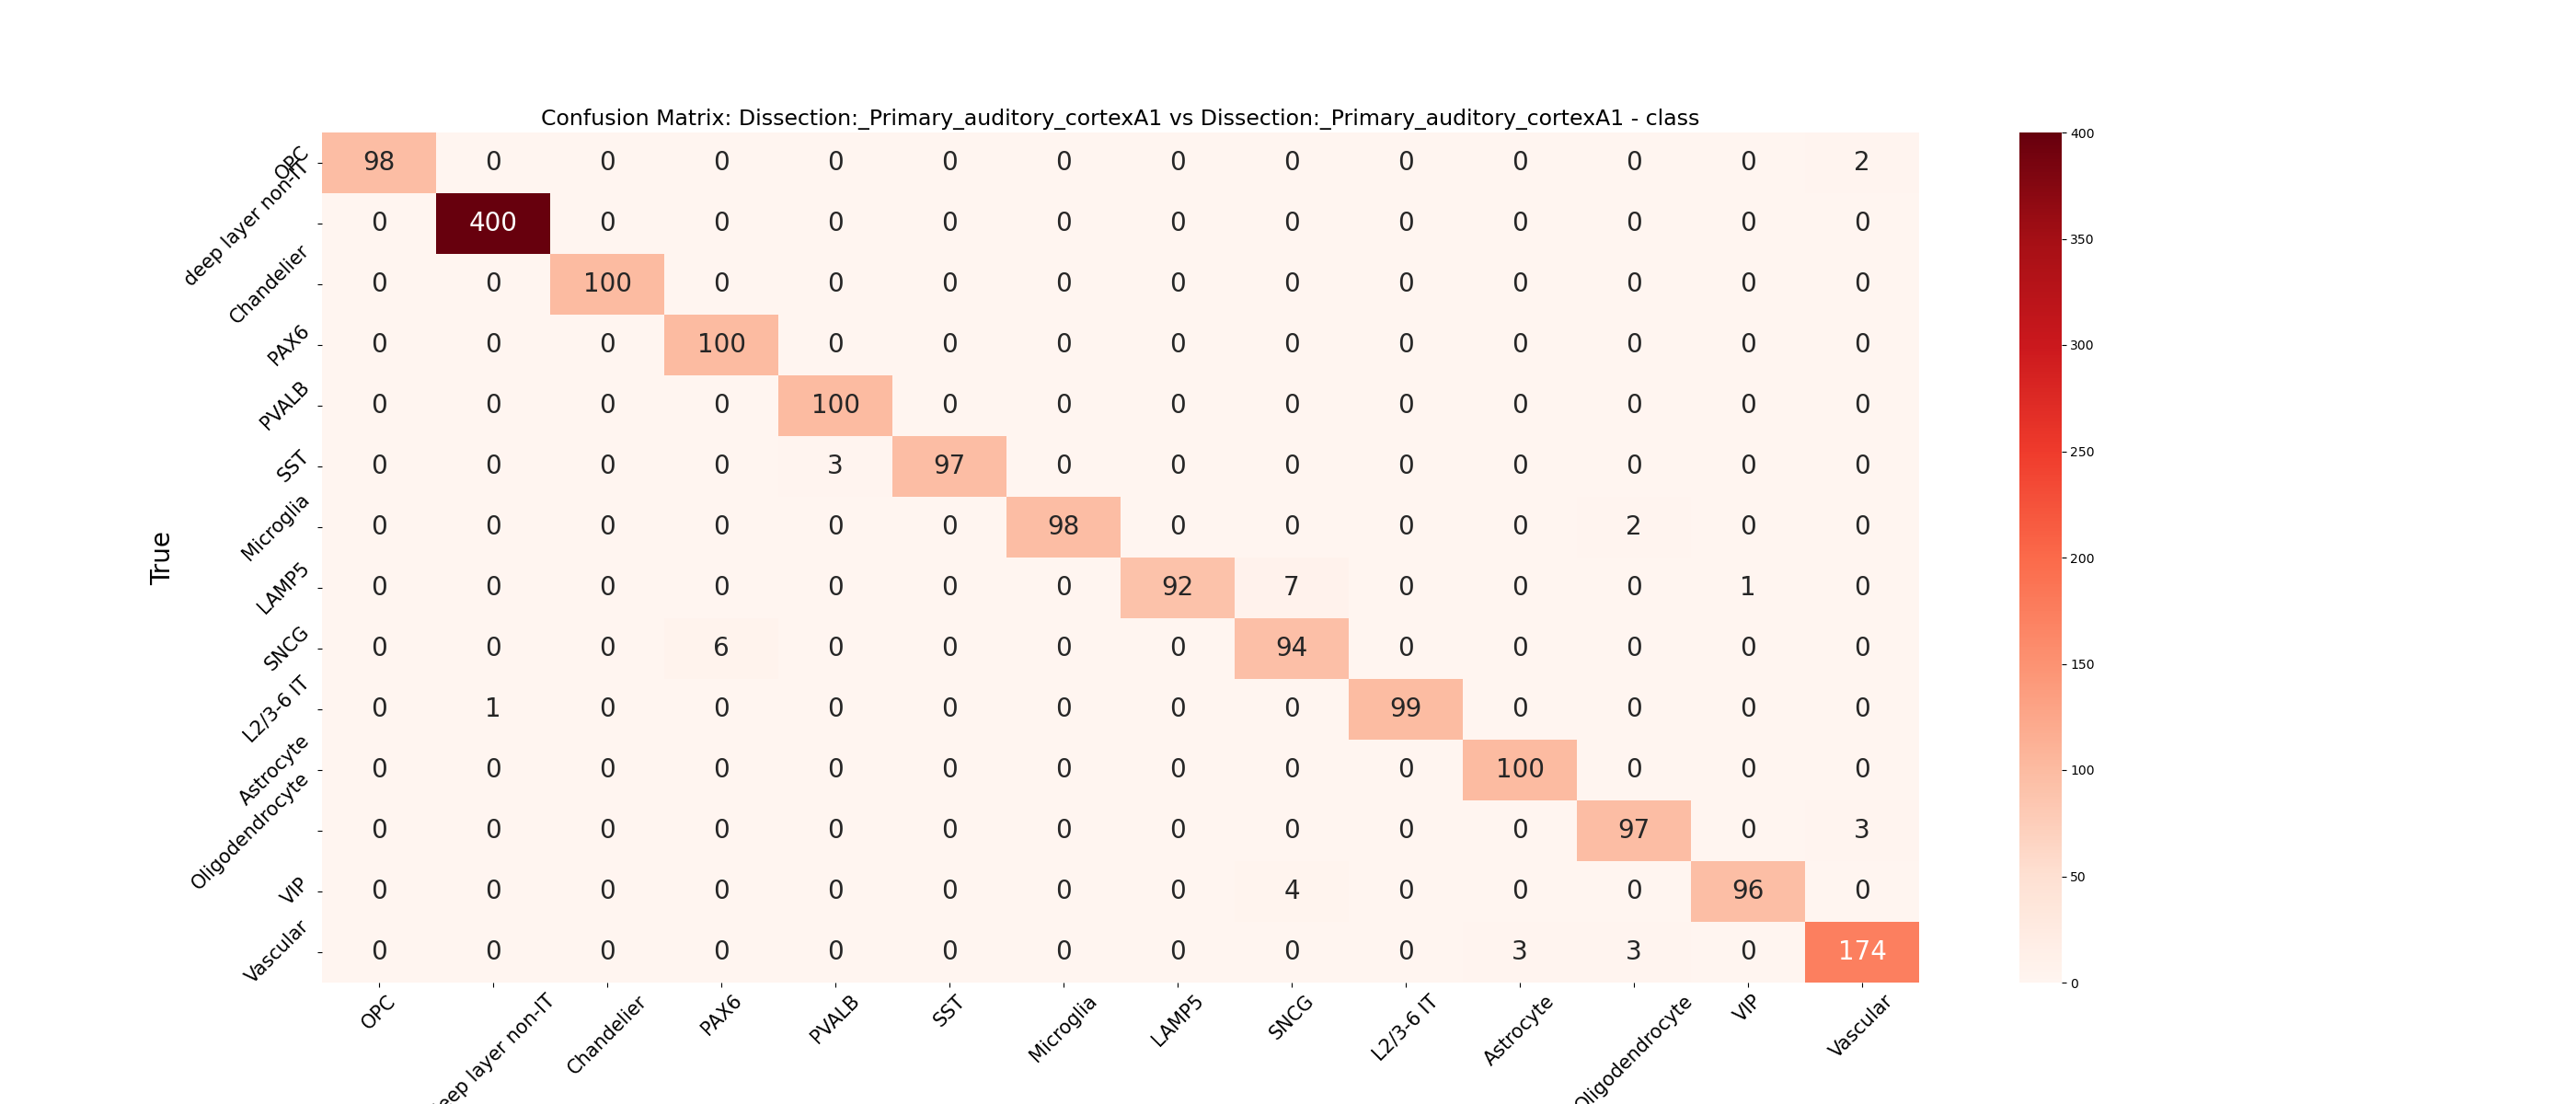 Confusion Matrix: Dissection:_Primary_auditory_cortexA1 vs Dissection:_Primary_auditory_cortexA1 - class
OPC 98 0 0 0 0 0 0 0 0 0 0 0 0 2
deep layer non-IT 0 400 0 0 0 0 0 0 0 0 0 0 0 0
Chandelier 0 0 100 0 0 0 0 0 0 0 0 0 0 0
PAX6 0 0 0 100 0 0 0 0 0 0 0 0 0 0
PVALB 0 0 0 0 100 0 0 0 0 0 0 0 0 0
SST 0 0 0 0 3 97 0 0 0 0 0 0 0 0
Microglia 0 0 0 0 0 0 98 0 0 0 0 2 0 0
LAMP5 0 0 0 0 0 0 0 92 7 0 0 0 1 0
SNCG 0 0 0 6 0 0 0 0 94 0 0 0 0 0
L2/3-6 IT 0 1 0 0 0 0 0 0 0 99 0 0 0 0
Astrocyte 0 0 0 0 0 0 0 0 0 0 100 0 0 0
Oligodendrocyte 0 0 0 0 0 0 0 0 0 0 0 97 0 3
VIP 0 0 0 0 0 0 0 0 4 0 0 0 96 0
Vascular 0 0 0 0 0 0 0 0 0 0 3 3 0 174
True
OPC eep layer non-IT Chandelier PAX6 PVALB SST Microglia LAMP5 SNCG L2/3-6 IT Astrocyte Oligodendrocyte VIP Vascular
400
350
300
250
200
150
100
50
0